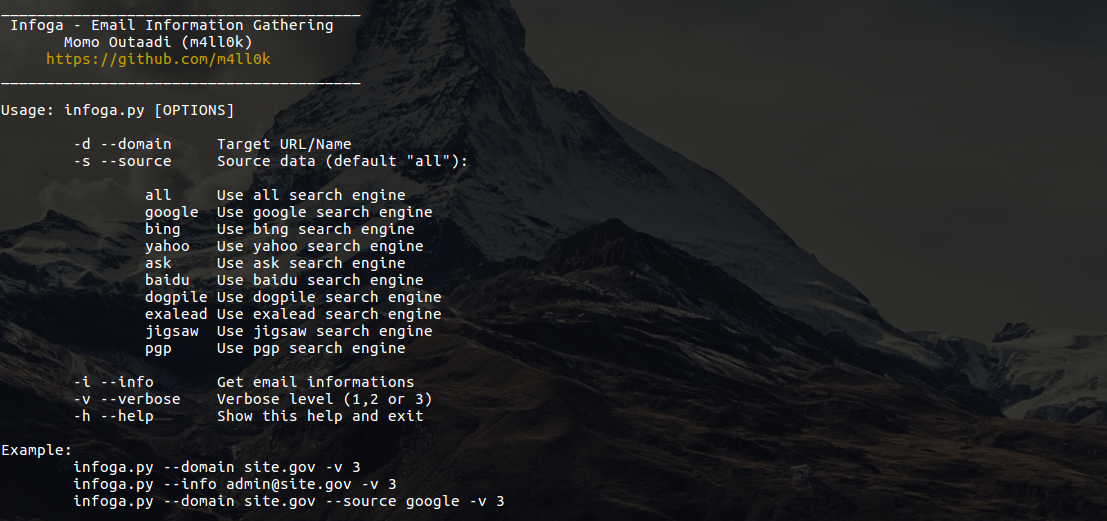 Infoga - Email Information Gathering
Momo Outaadi (m4ll0k)
https://github.com/m4ll0k
Usage: infoga.py [OPTIONS]
-d --domain Target URL/Name
-s --source Source data (default "all"):
all Use all search engine
google Use google search engine
bing Use bing search engine
yahoo Use yahoo search engine
ask Use ask search engine
baidu Use baidu search engine
dogpile Use dogpile search engine
exalead Use exalead search engine
jigsaw Use jigsaw search engine
pgp Use pgp search engine
-i --info Get email informations
-v --verbose Verbose level (1,2 or 3)
-h --help Show this help and exit
Example:
infoga.py --domain site.gov -v 3
infoga.py --info admin@site.gov -v 3
infoga.py --domain site.gov --source google -v 3